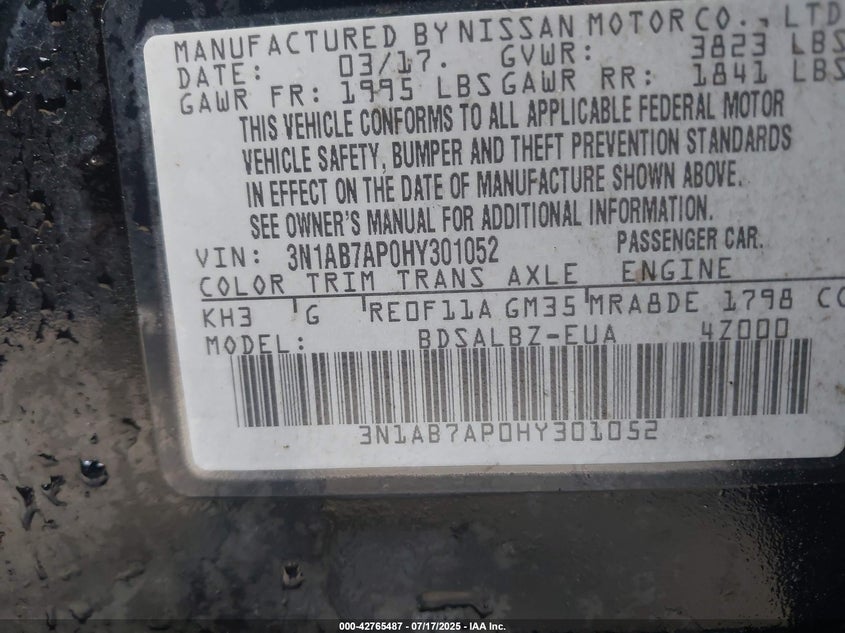 MANUFACTURED BY NISSAN MOTOR CO., LTD
DATE: 03/17. GVWR: 3823 LBS
GAWR FR: 1995 LBS GAWR RR: 1841 LBS
THIS VEHICLE CONFORMS TO ALL APPLICABLE FEDERAL MOTOR
VEHICLE SAFETY, BUMPER AND THEFT PREVENTION STANDARDS
IN EFFECT ON THE DATE OF MANUFACTURE SHOWN ABOVE.
SEE OWNER'S MANUAL FOR ADDITIONAL INFORMATION.
VIN: 3N1AB7AP0HY301052 PASSENGER CAR.
COLOR TRIM TRANS AXLE ENGINE
KH3 G RE0F11A GM35 MRA8DE 1798 CC
MODEL: BDSALBZ-EUA 4Z000
3N1AB7AP0HY301052
000-42765487 - 07/17/2025 - IAA Inc.